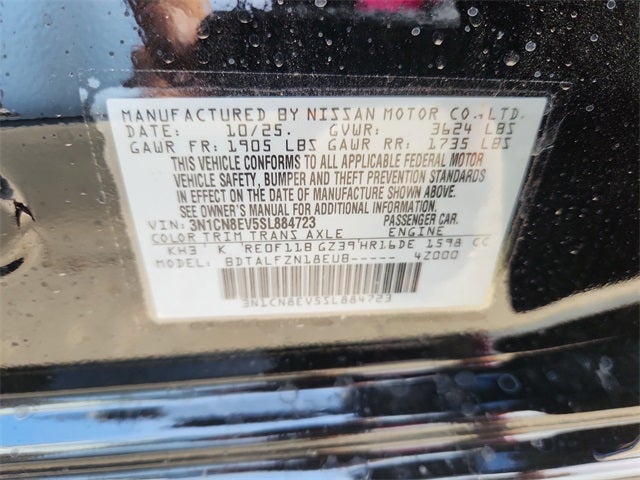 MANUFACTURED BY NISSAN MOTOR CO., LTD.
DATE: 10/25. GVWR: 3624 LBS
GAWR FR: 1905 LBS GAWR RR: 1735 LBS
THIS VEHICLE CONFORMS TO ALL APPLICABLE FEDERAL MOTOR
VEHICLE SAFETY, BUMPER AND THEFT PREVENTION STANDARDS
IN EFFECT ON THE DATE OF MANUFACTURE SHOWN ABOVE.
SEE OWNER'S MANUAL FOR ADDITIONAL INFORMATION.
VIN: 3N1CN8EV5SL884723 PASSENGER CAR.
COLOR TRIM TRANS AXLE ENGINE
KH3 K RE0F11B GZ39 HR16DE 1598 CC
MODEL: BDTALFZN18EUB----- 4Z000
3N1CN8EV5SL884723